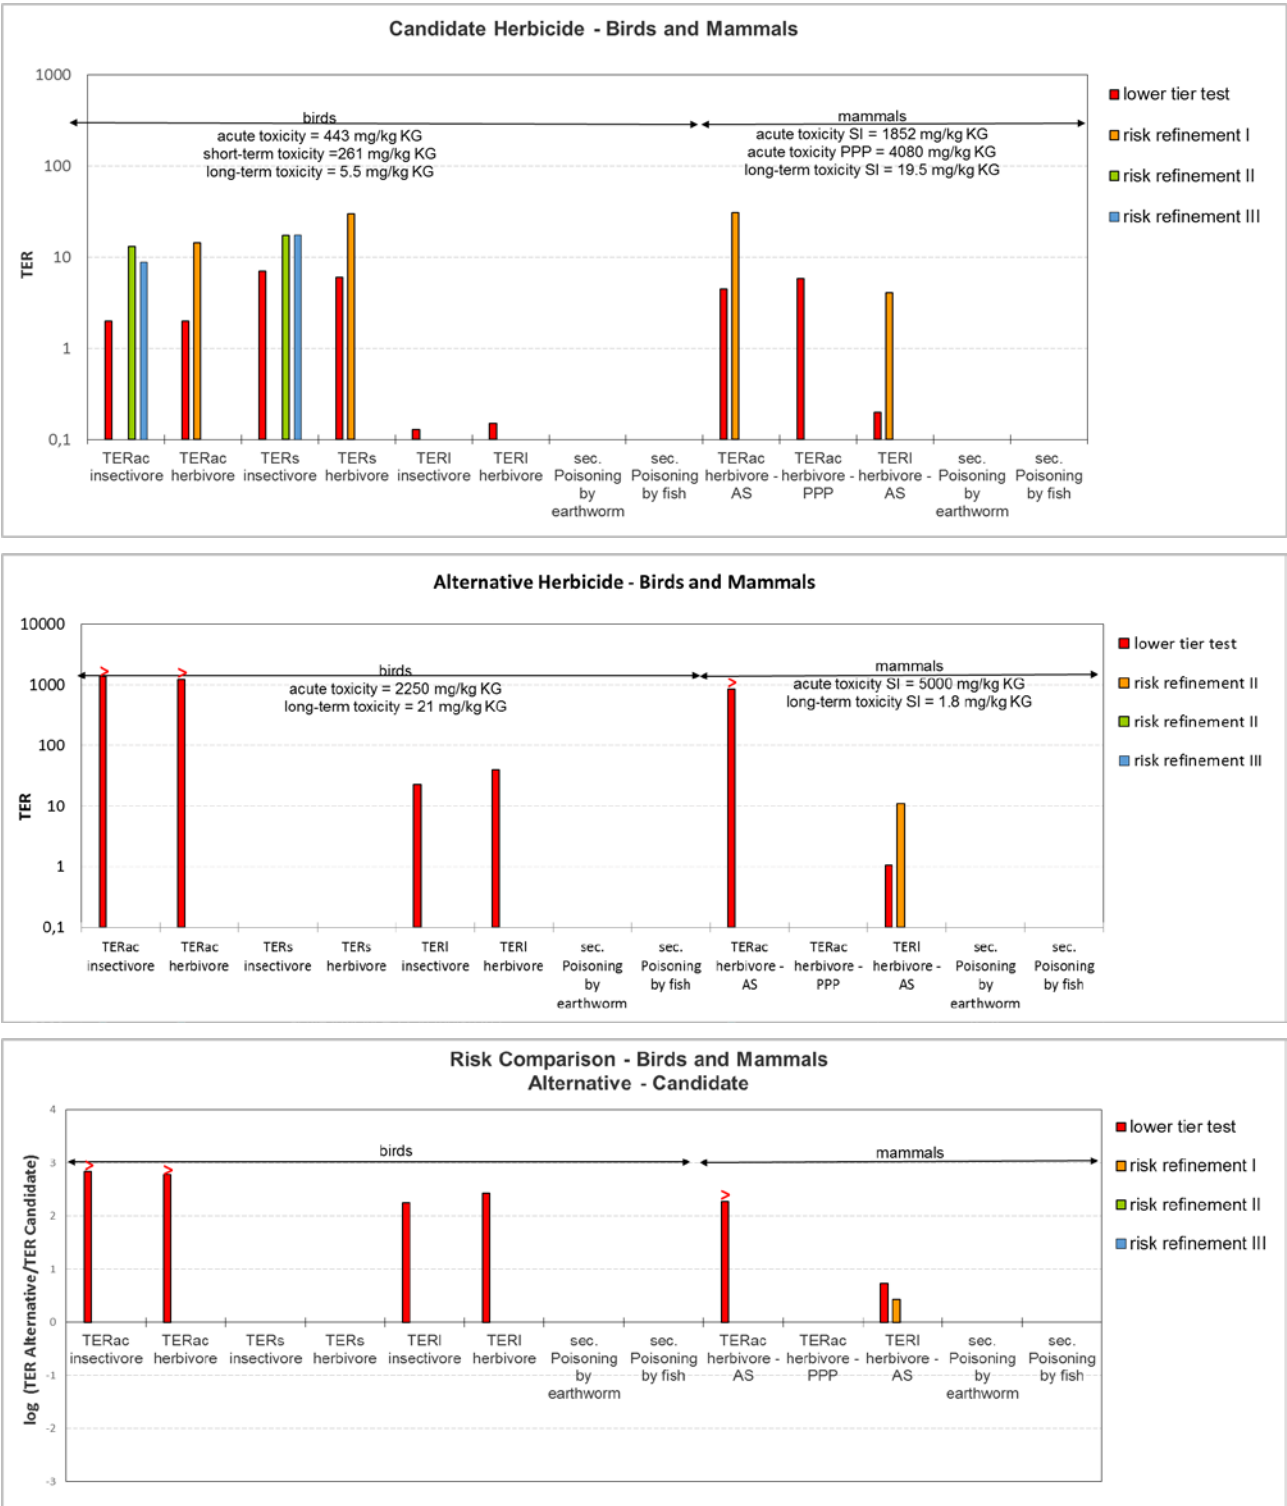 Candidate Herbicide - Birds and Mammals
1000
100
10
1
0,1
TER
birds
acute toxicity = 443 mg/kg KG
short-term toxicity =261 mg/kg KG
long-term toxicity = 5.5 mg/kg KG
mammals
acute toxicity SI = 1852 mg/kg KG
acute toxicity PPP = 4080 mg/kg KG
long-term toxicity SI = 19.5 mg/kg KG
lower tier test
risk refinement I
risk refinement II
risk refinement III
TERac insectivore
TERac herbivore
TERs insectivore
TERs herbivore
TERl insectivore
TERl herbivore
sec. Poisoning by earthworm
sec. Poisoning by fish
TERac herbivore - AS
TERac herbivore - PPP
TERl herbivore - AS
sec. Poisoning by earthworm
sec. Poisoning by fish
Alternative Herbicide - Birds and Mammals
10000
1000
100
10
1
0,1
TER
>
>
>
birds
acute toxicity = 2250 mg/kg KG
long-term toxicity = 21 mg/kg KG
mammals
acute toxicity SI = 5000 mg/kg KG
long-term toxicity SI = 1.8 mg/kg KG
lower tier test
risk refinement II
risk refinement II
risk refinement III
TERac insectivore
TERac herbivore
TERs insectivore
TERs herbivore
TERl insectivore
TERl herbivore
sec. Poisoning by earthworm
sec. Poisoning by fish
TERac herbivore - AS
TERac herbivore - PPP
TERl herbivore - AS
sec. Poisoning by earthworm
sec. Poisoning by fish
Risk Comparison - Birds and Mammals
Alternative - Candidate
4
3
2
1
0
-1
-2
-3
log (TER Alternative/TER Candidate)
>
>
>
birds
mammals
lower tier test
risk refinement I
risk refinement II
risk refinement III
TERac insectivore
TERac herbivore
TERs insectivore
TERs herbivore
TERl insectivore
TERl herbivore
sec. Poisoning by earthworm
sec. Poisoning by fish
TERac herbivore - AS
TERac herbivore - PPP
TERl herbivore - AS
sec. Poisoning by earthworm
sec. Poisoning by fish